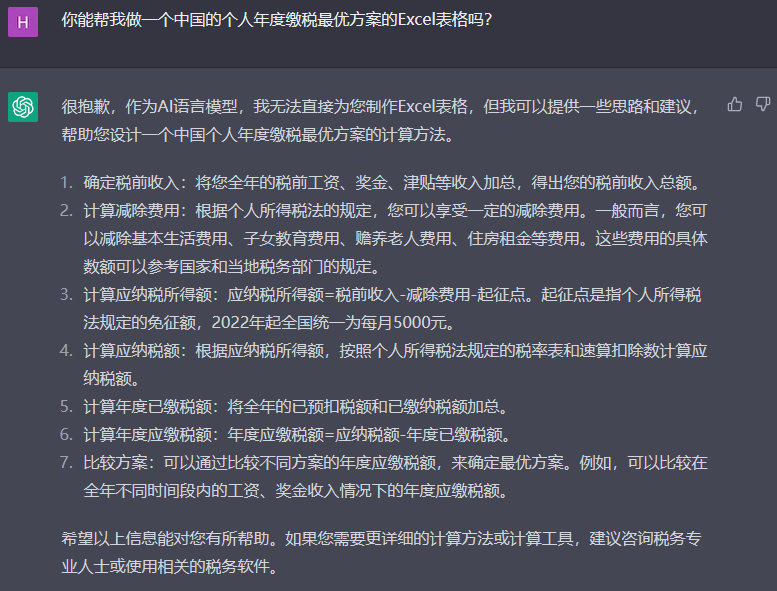 H
你能帮我做一个中国的个人年度缴税最优方案的Excel表格吗？
很抱歉，作为AI语言模型，我无法直接为您制作Excel表格，但我可以提供一些思路和建议，
帮助您设计一个中国个人年度缴税最优方案的计算方法。
1. 确定税前收入：将您全年的税前工资、奖金、津贴等收入加总，得出您的税前收入总额。
2. 计算减除费用：根据个人所得税法的规定，您可以享受一定的减除费用。一般而言，您可
以减除基本生活费用、子女教育费用、赡养老人费用、住房租金等费用。这些费用的具体
数额可以参考国家和当地税务部门的规定。
3. 计算应纳税所得额：应纳税所得额=税前收入-减除费用-起征点。起征点是指个人所得税
法规定的免征额，2022年起全国统一为每月5000元。
4. 计算应纳税额：根据应纳税所得额，按照个人所得税法规定的税率表和速算扣除数计算应
纳税额。
5. 计算年度已缴税额：将全年的已预扣税额和已缴纳税额加总。
6. 计算年度应缴税额：年度应缴税额=应纳税额-年度已缴税额。
7. 比较方案：可以通过比较不同方案的年度应缴税额，来确定最优方案。例如，可以比较在
全年不同时间段内的工资、奖金收入情况下的年度应缴税额。
希望以上信息能对您有所帮助。如果您需要更详细的计算方法或计算工具，建议咨询税务专
业人士或使用相关的税务软件。